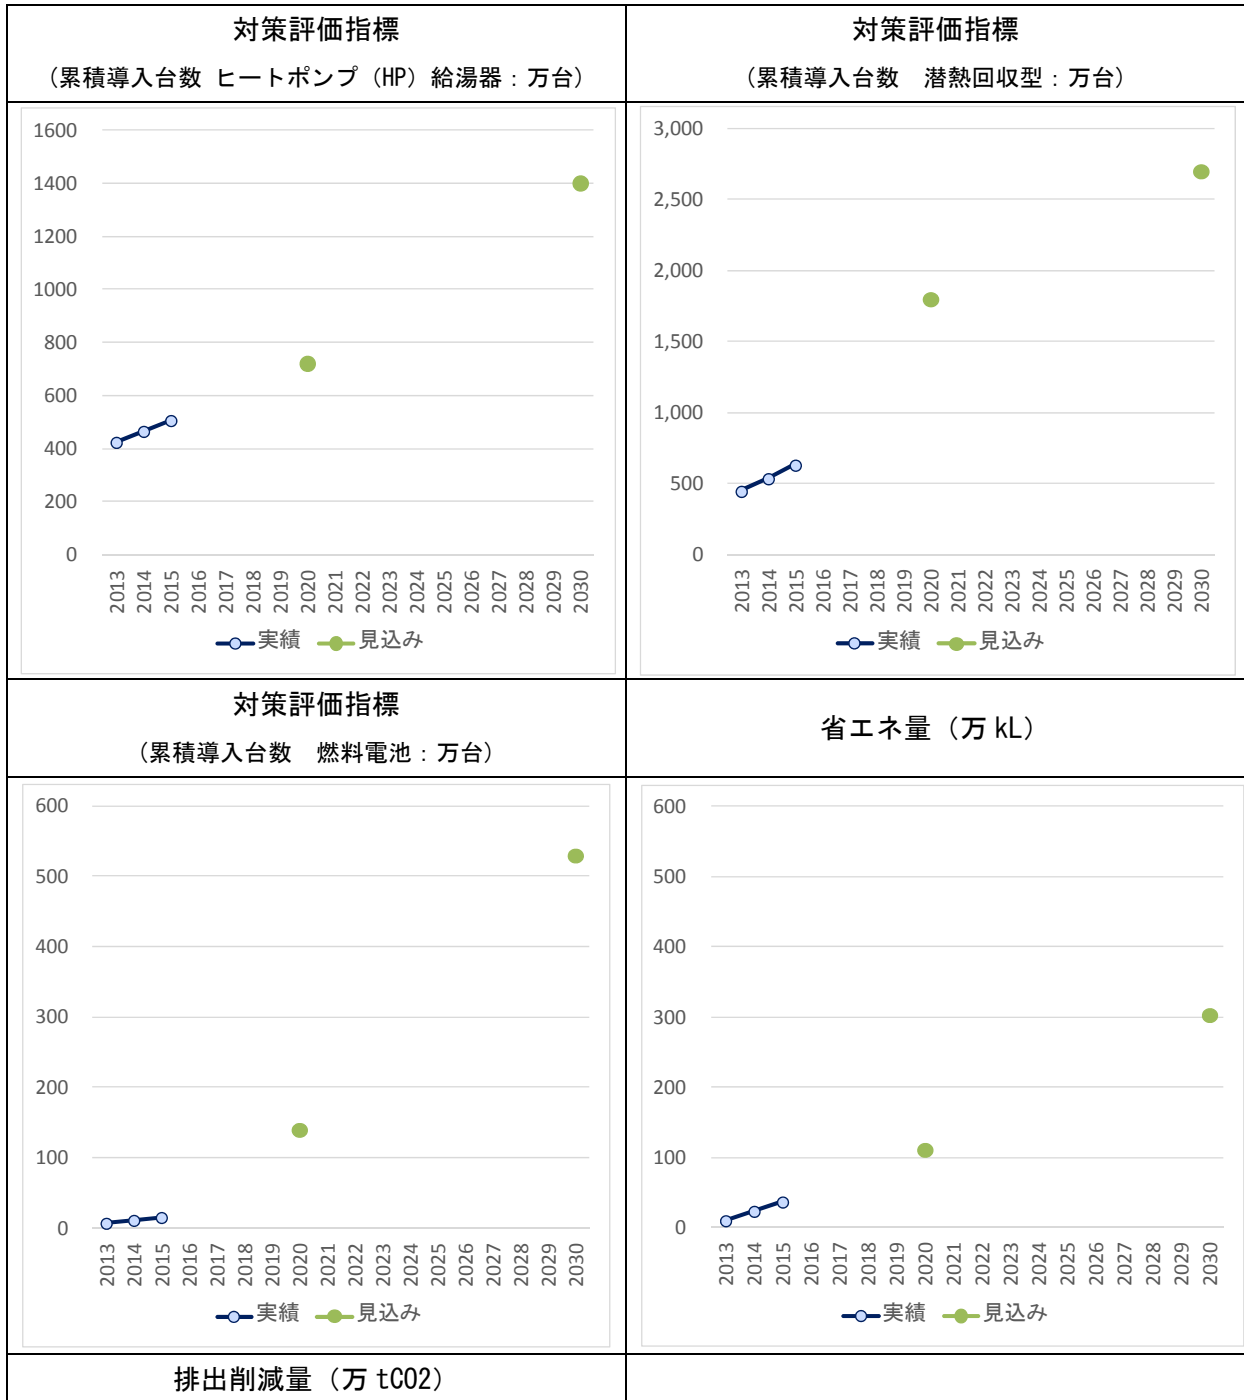 対策評価指標
（累積導入台数 ヒートポンプ（HP）給湯器：万台）
1600
1400
1200
1000
800
600
400
200
0
2013 2014 2015 2016 2017 2018 2019 2020 2021 2022 2023 2024 2025 2026 2027 2028 2029 2030
実績 見込み
対策評価指標
（累積導入台数　潜熱回収型：万台）
3,000
2,500
2,000
1,500
1,000
500
0
2013 2014 2015 2016 2017 2018 2019 2020 2021 2022 2023 2024 2025 2026 2027 2028 2029 2030
実績 見込み
対策評価指標
（累積導入台数　燃料電池：万台）
600
500
400
300
200
100
0
2013 2014 2015 2016 2017 2018 2019 2020 2021 2022 2023 2024 2025 2026 2027 2028 2029 2030
実績 見込み
省エネ量（万 kL）
600
500
400
300
200
100
0
2013 2014 2015 2016 2017 2018 2019 2020 2021 2022 2023 2024 2025 2026 2027 2028 2029 2030
実績 見込み
排出削減量（万 tCO2）